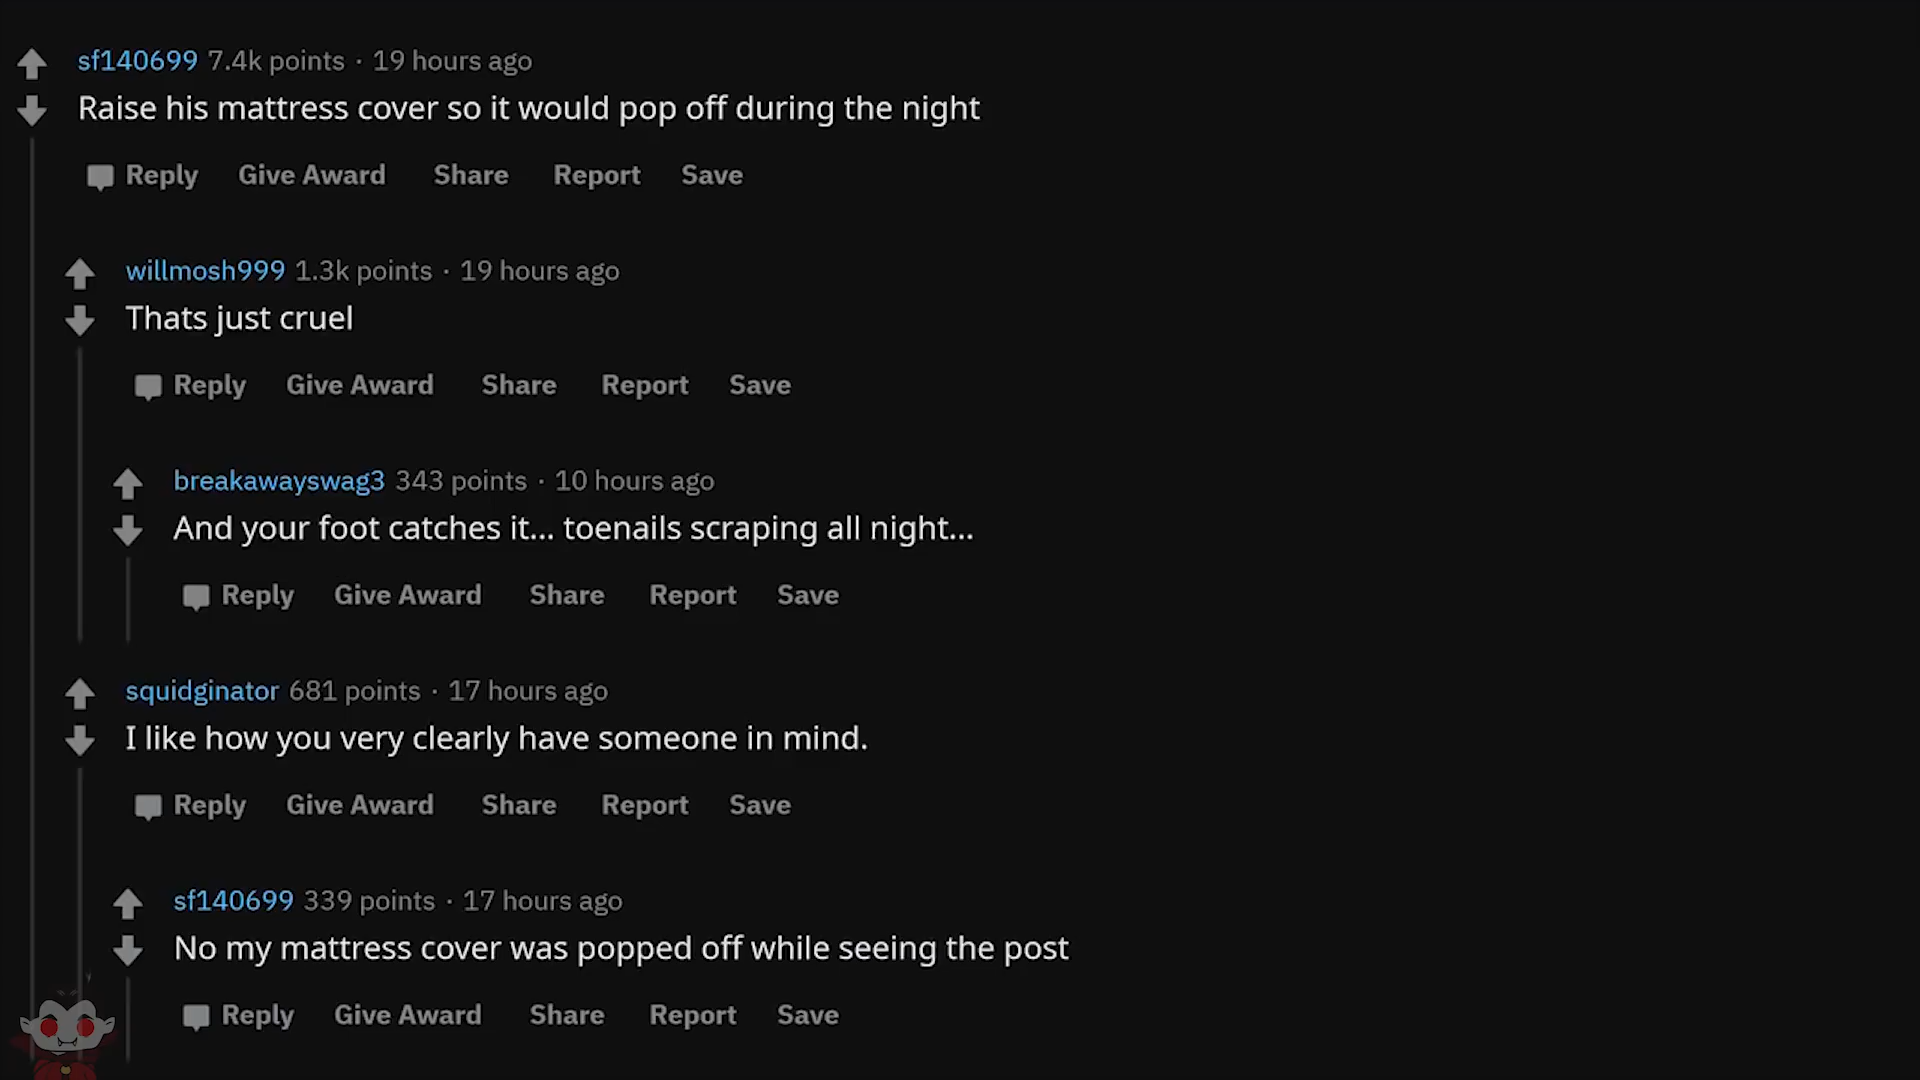 sf140699 7.4k points · 19 hours ago
Raise his mattress cover so it would pop off during the night
Reply Give Award Share Report Save
willmosh999 1.3k points · 19 hours ago
Thats just cruel
Reply Give Award Share Report Save
breakawayswag3 343 points · 10 hours ago
And your foot catches it... toenails scraping all night...
Reply Give Award Share Report Save
squidginator 681 points · 17 hours ago
I like how you very clearly have someone in mind.
Reply Give Award Share Report Save
sf140699 339 points · 17 hours ago
No my mattress cover was popped off while seeing the post
Reply Give Award Share Report Save